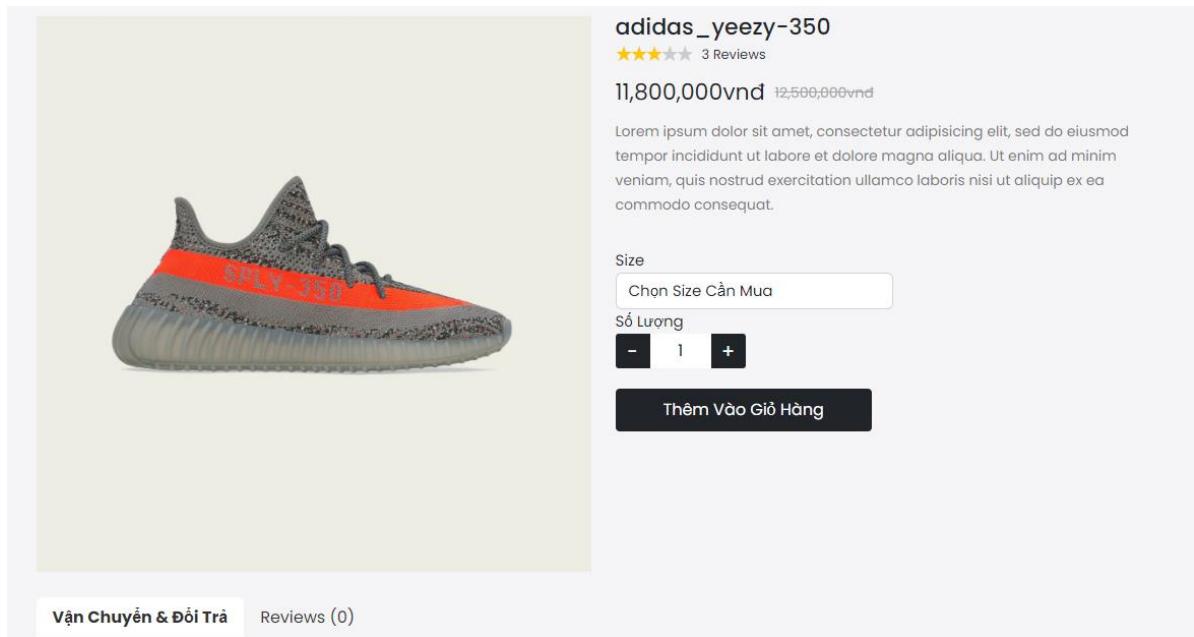 adidas_yeezy-350
3 Reviews
11,800,000vnđ 12,500,000vnđ
Lorem ipsum dolor sit amet, consectetur adipisicing elit, sed do eiusmod
tempor incididunt ut labore et dolore magna aliqua. Ut enim ad minim
veniam, quis nostrud exercitation ullamco laboris nisi ut aliquip ex ea
commodo consequat.
SPLY-350
Size
Chọn Size Cần Mua
Số Lượng
- 1 +
Thêm Vào Giỏ Hàng
Vận Chuyển & Đổi Trả Reviews (0)